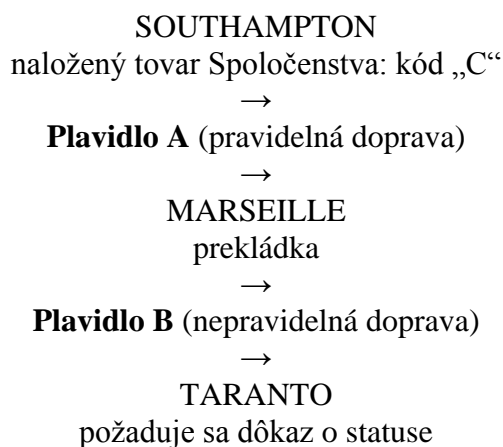 SOUTHAMPTON
naložený tovar Spoločenstva: kód „C“
→
Plavidlo A (pravidelná doprava)
→
MARSEILLE
prekládka
→
Plavidlo B (nepravidelná doprava)
→
TARANTO
požaduje sa dôkaz o statuse